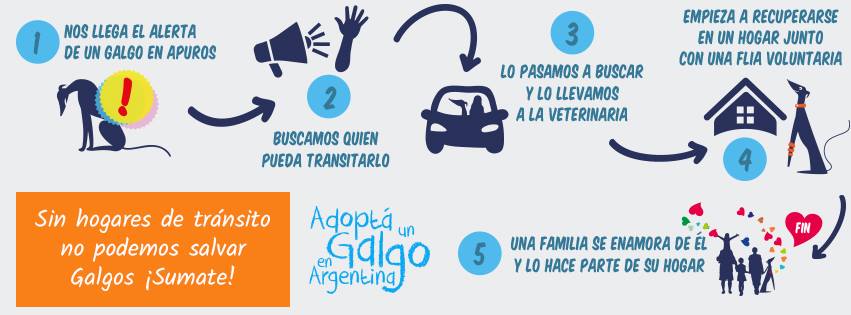 1
NOS LLEGA EL ALERTA
DE UN GALGO EN APUROS
!
2
BUSCAMOS QUIEN
PUEDA TRANSITARLO
3
LO PASAMOS A BUSCAR
Y LO LLEVAMOS
A LA VETERINARIA
EMPIEZA A RECUPERARSE
EN UN HOGAR JUNTO
CON UNA FLIA VOLUNTARIA
4
Sin hogares de tránsito
no podemos salvar
Galgos ¡Sumate!
Adoptá un
Galgo
en
Argentina
5
UNA FAMILIA SE ENAMORA DE ÉL
Y LO HACE PARTE DE SU HOGAR
FIN